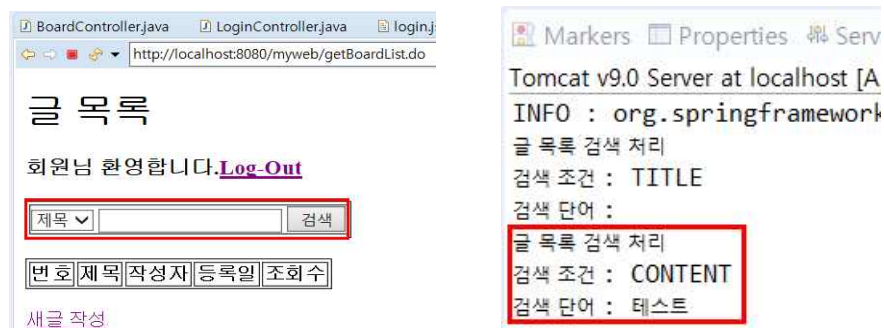 BoardController.java LoginController.java login.j
http://localhost:8080/myweb/getBoardList.do
글 목록
회원님 환영합니다.Log-Out
제목 검색
번호 제목 작성자 등록일 조회수
새글 작성
Markers Properties Serv
Tomcat v9.0 Server at localhost [A
INFO : org.springframework
글 목록 검색 처리
검색 조건 : TITLE
검색 단어 :
글 목록 검색 처리
검색 조건 : CONTENT
검색 단어 : 테스트